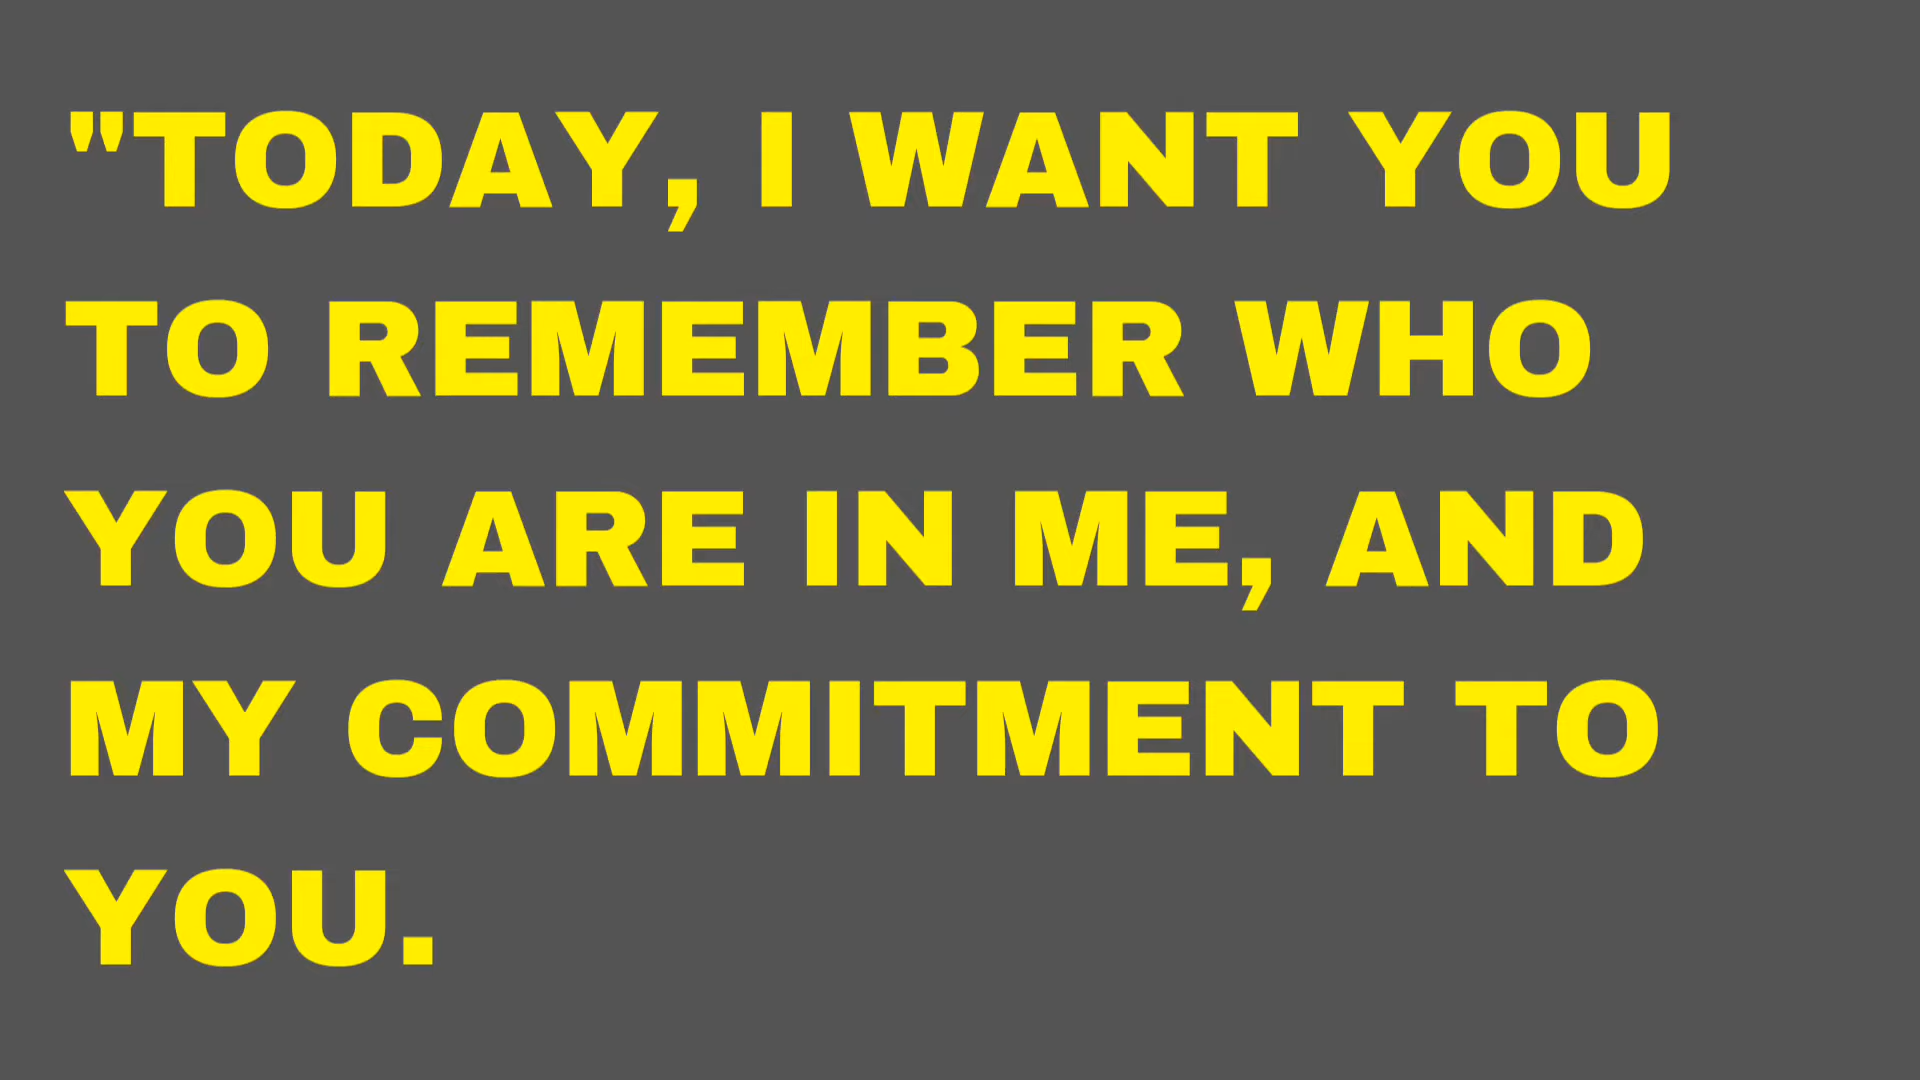 "TODAY, I WANT YOU
TO REMEMBER WHO
YOU ARE IN ME, AND
MY COMMITMENT TO
YOU.